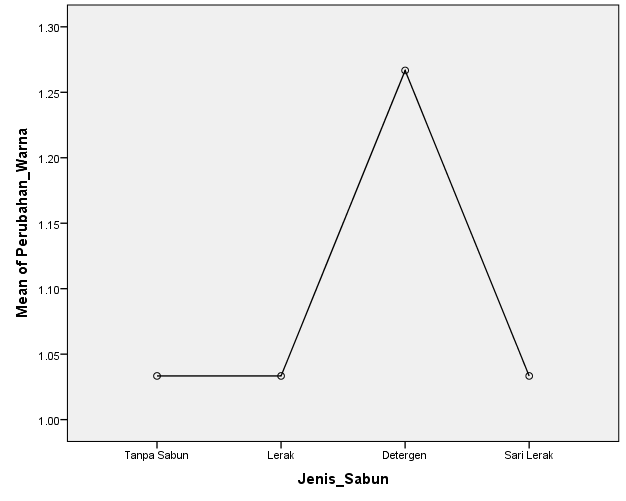 1.30
1.25
1.20
1.15
1.10
1.05
1.00
Mean of Perubahan_Warna
Tanpa Sabun
Lerak
Detergen
Sari Lerak
Jenis_Sabun